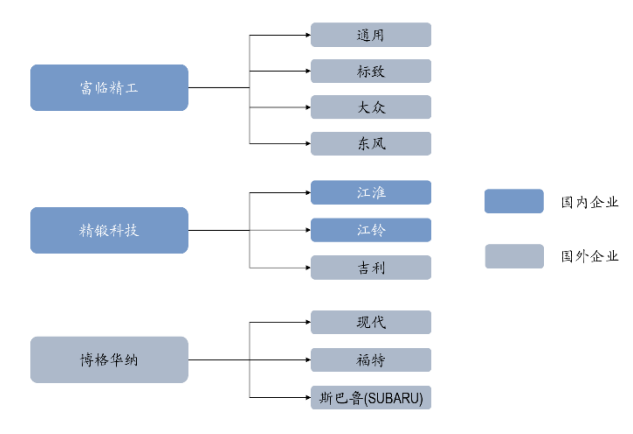 通用
标致
富临精工
大众
东风
江淮
精锻科技
江铃
吉利
国内企业
国外企业
现代
博格华纳
福特
斯巴鲁(SUBARU)